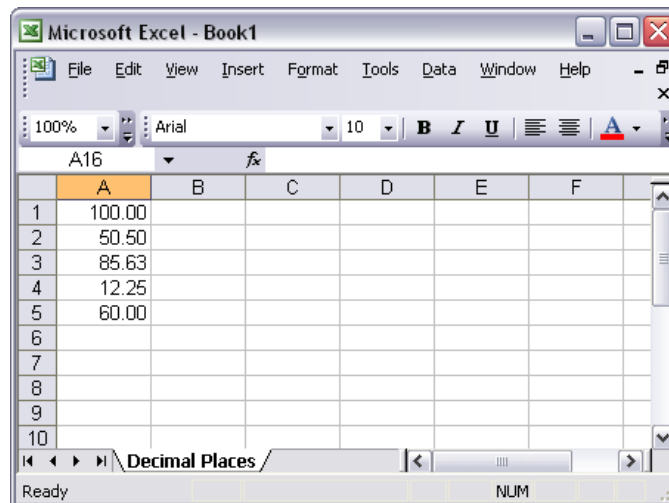 Microsoft Excel - Book1
File Edit View Insert Format Tools Data Window Help
100% Arial 10 B I U A
A16 fx
A B C D E F
1 100.00
2 50.50
3 85.63
4 12.25
5 60.00
6
7
8
9
10
Decimal Places
Ready NUM